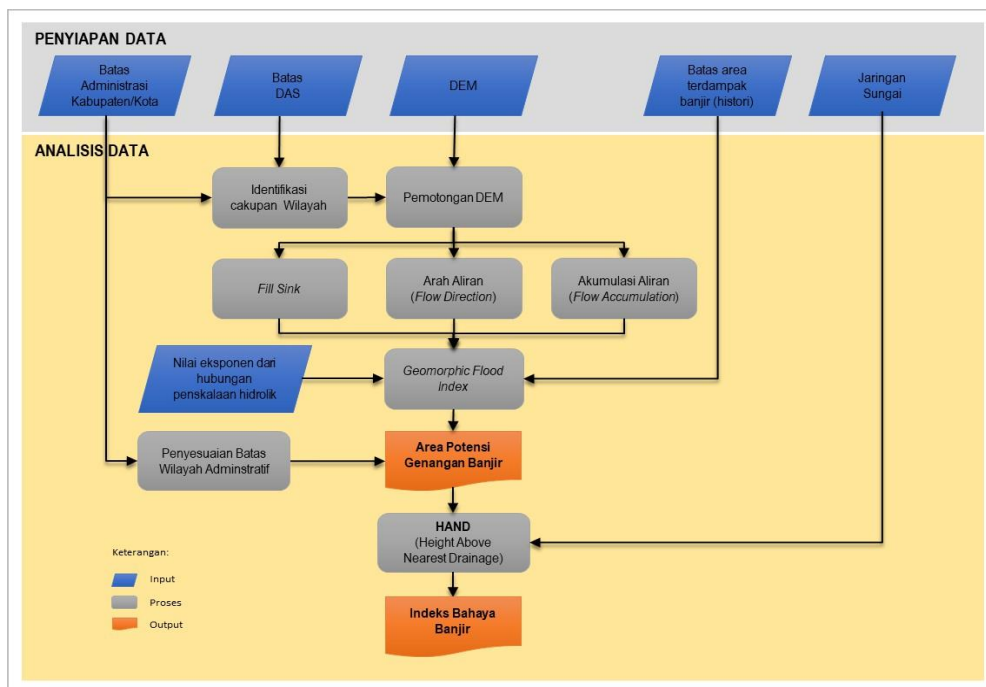 PENYIAPAN DATA
Batas
Administrasi
Kabupaten/Kota
Batas
DAS
DEM
Batas area
terdampak
banjir (histori)
Jaringan
Sungai
ANALISIS DATA
Identifikasi
cakupan Wilayah
Pemotongan DEM
Fill Sink
Arah Aliran
(Flow Direction)
Akumulasi Aliran
(Flow Accumulation)
Nilai eksponen dari
hubungan
penskalaan hidrolik
Geomorphic Flood
Index
Penyesuaian Batas
Wilayah Adminstratif
Area Potensi
Genangan Banjir
HAND
(Height Above
Nearest Drainage)
Indeks Bahaya
Banjir
Keterangan:
Input
Proses
Output